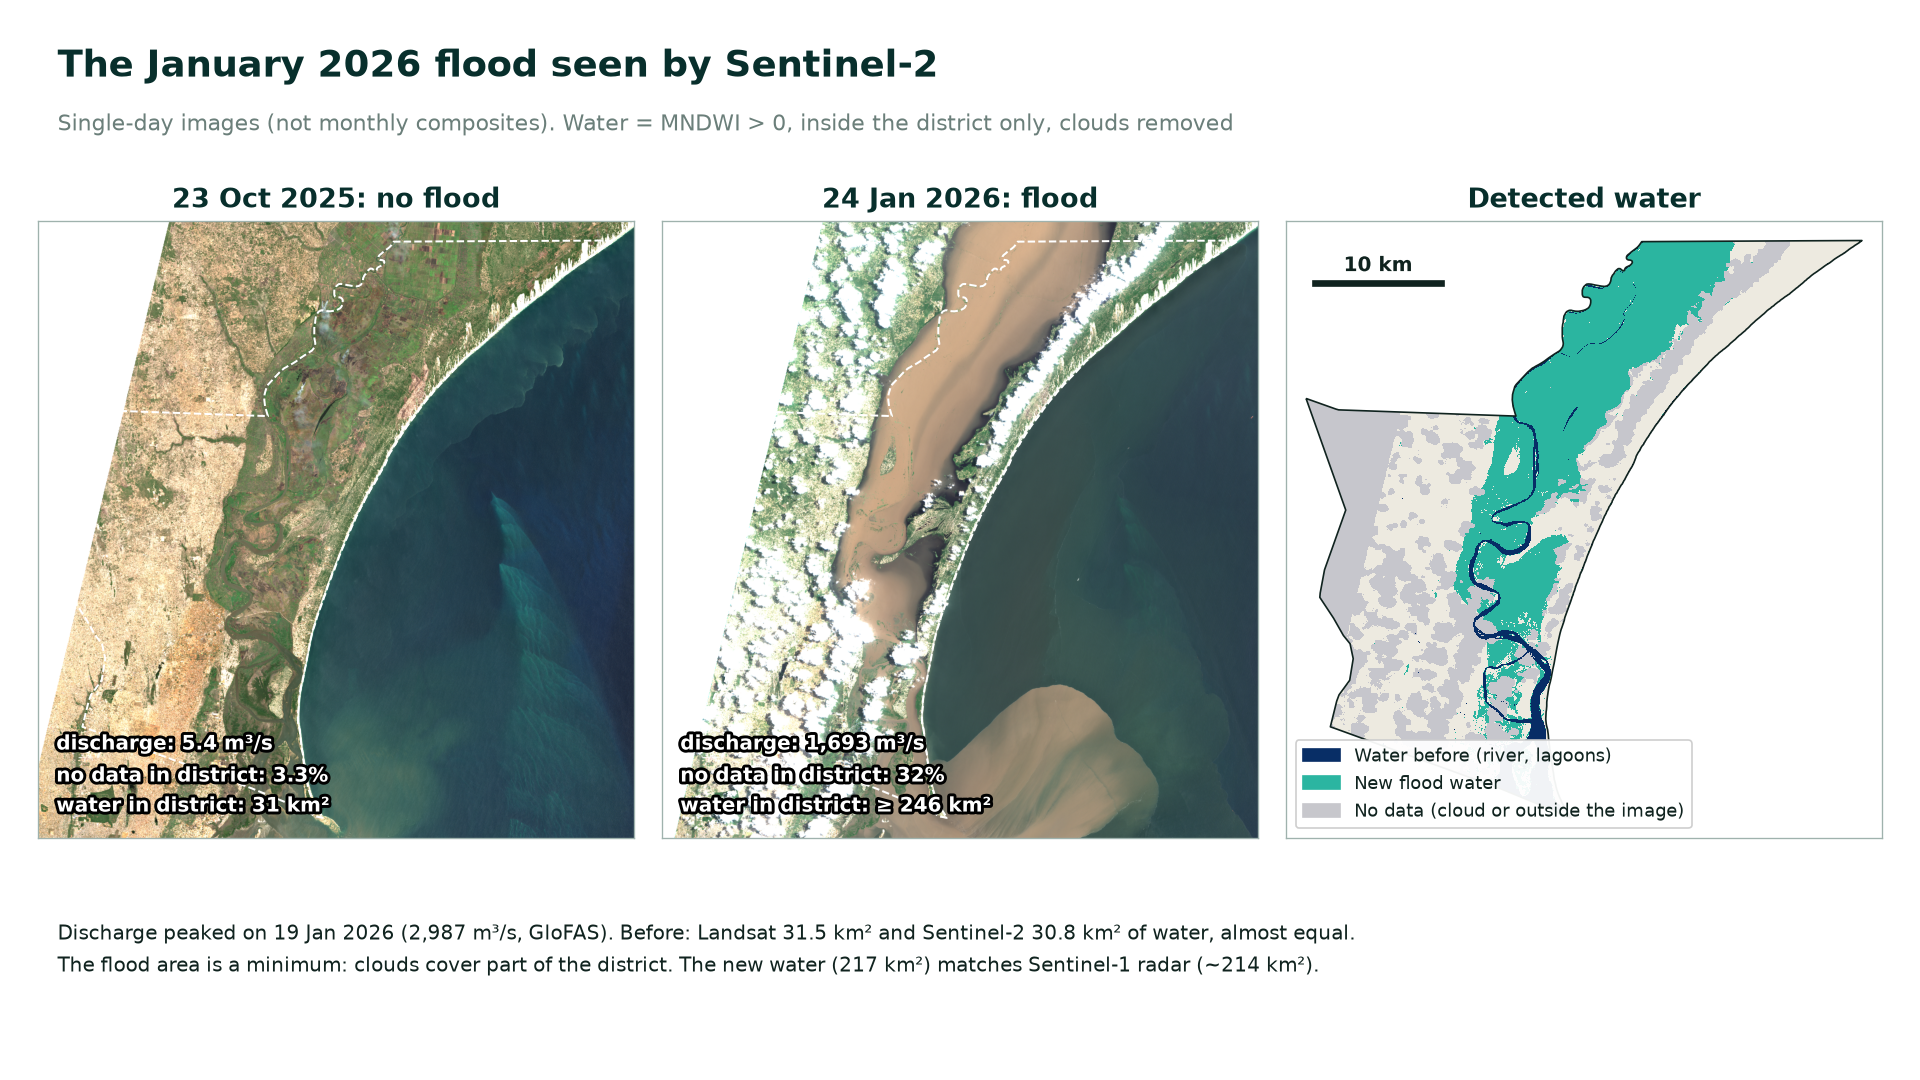 The January 2026 flood seen by Sentinel-2
Single-day images (not monthly composites). Water = MNDWI > 0, inside the district only, clouds removed
23 Oct 2025: no flood
discharge: 5.4 m³/s
no data in district: 3.3%
water in district: 31 km²
24 Jan 2026: flood
discharge: 1,693 m³/s
no data in district: 32%
water in district: ≥ 246 km²
Detected water
10 km
Water before (river, lagoons)
New flood water
No data (cloud or outside the image)
Discharge peaked on 19 Jan 2026 (2,987 m³/s, GloFAS). Before: Landsat 31.5 km² and Sentinel-2 30.8 km² of water, almost equal.
The flood area is a minimum: clouds cover part of the district. The new water (217 km²) matches Sentinel-1 radar (~214 km²).